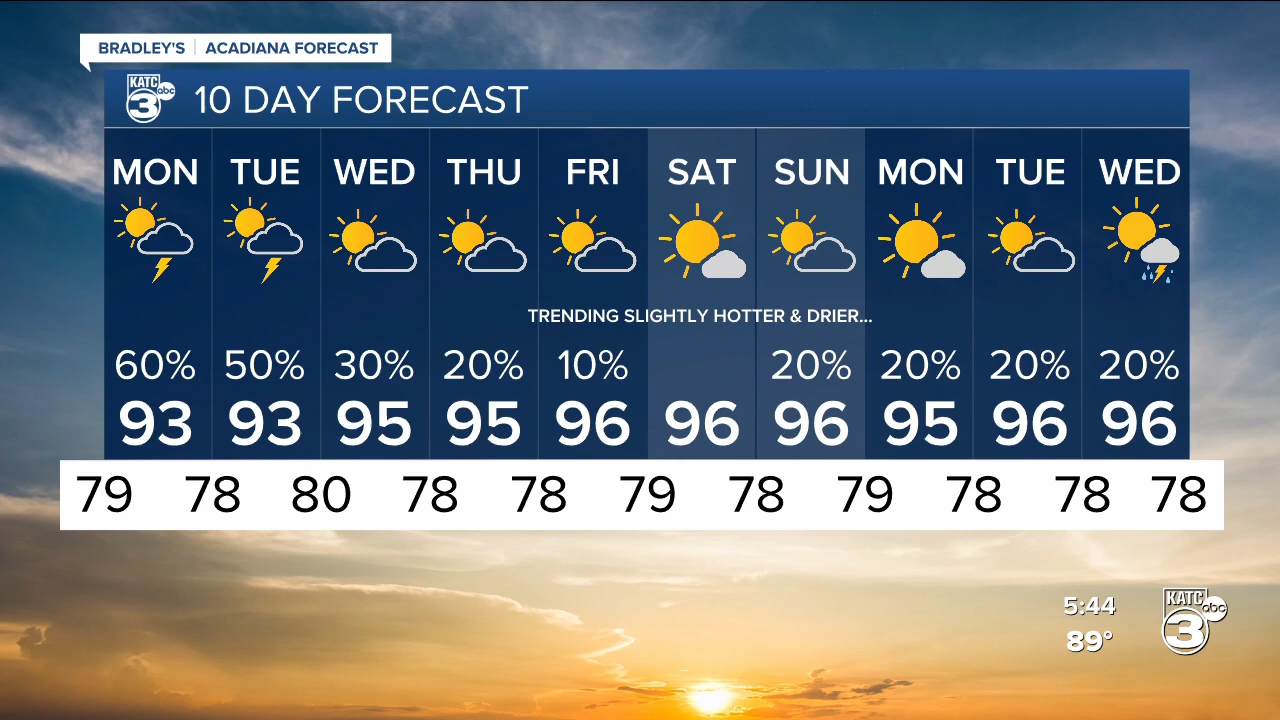 BRADLEY'S | ACADIANA FORECAST
KATC abc 3
10 DAY FORECAST
MON TUE WED THU FRI SAT SUN MON TUE WED
TRENDING SLIGHTLY HOTTER & DRIER...
60% 50% 30% 20% 10% 20% 20% 20% 20%
93 93 95 95 96 96 96 95 96 96
79 78 80 78 78 79 78 79 78 78 78
5:44
89°
KATC abc 3